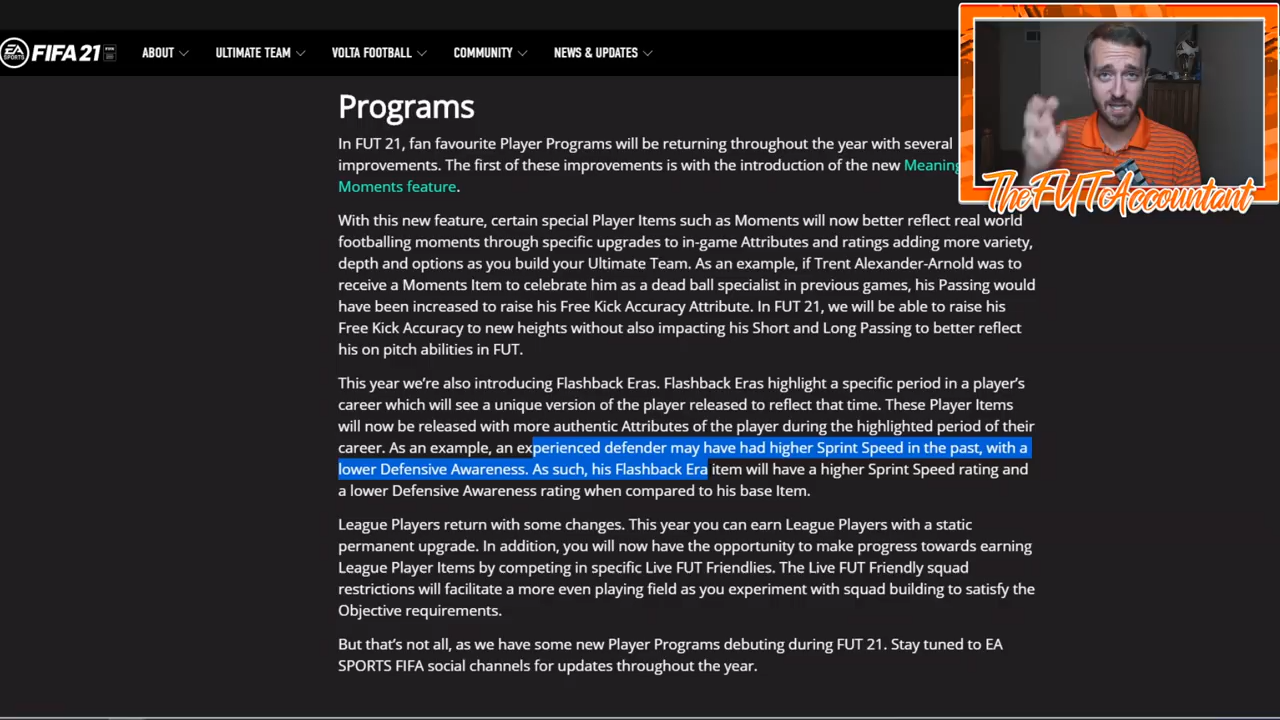 EA SPORTS FIFA 21 ABOUT ULTIMATE TEAM VOLTA FOOTBALL COMMUNITY NEWS & UPDATES
Programs
In FUT 21, fan favourite Player Programs will be returning throughout the year with several
improvements. The first of these improvements is with the introduction of the new Meaning
Moments feature.
TheFUTAccountant
With this new feature, certain special Player Items such as Moments will now better reflect real world
footballing moments through specific upgrades to in-game Attributes and ratings adding more variety,
depth and options as you build your Ultimate Team. As an example, if Trent Alexander-Arnold was to
receive a Moments Item to celebrate him as a dead ball specialist in previous games, his Passing would
have been increased to raise his Free Kick Accuracy Attribute. In FUT 21, we will be able to raise his
Free Kick Accuracy to new heights without also impacting his Short and Long Passing to better reflect
his on pitch abilities in FUT.
This year we’re also introducing Flashback Eras. Flashback Eras highlight a specific period in a player’s
career which will see a unique version of the player released to reflect that time. These Player Items
will now be released with more authentic Attributes of the player during the highlighted period of their
career. As an example, an experienced defender may have had higher Sprint Speed in the past, with a
lower Defensive Awareness. As such, his Flashback Era item will have a higher Sprint Speed rating and
a lower Defensive Awareness rating when compared to his base Item.
League Players return with some changes. This year you can earn League Players with a static
permanent upgrade. In addition, you will now have the opportunity to make progress towards earning
League Player Items by competing in specific Live FUT Friendlies. The Live FUT Friendly squad
restrictions will facilitate a more even playing field as you experiment with squad building to satisfy the
Objective requirements.
But that’s not all, as we have some new Player Programs debuting during FUT 21. Stay tuned to EA
SPORTS FIFA social channels for updates throughout the year.